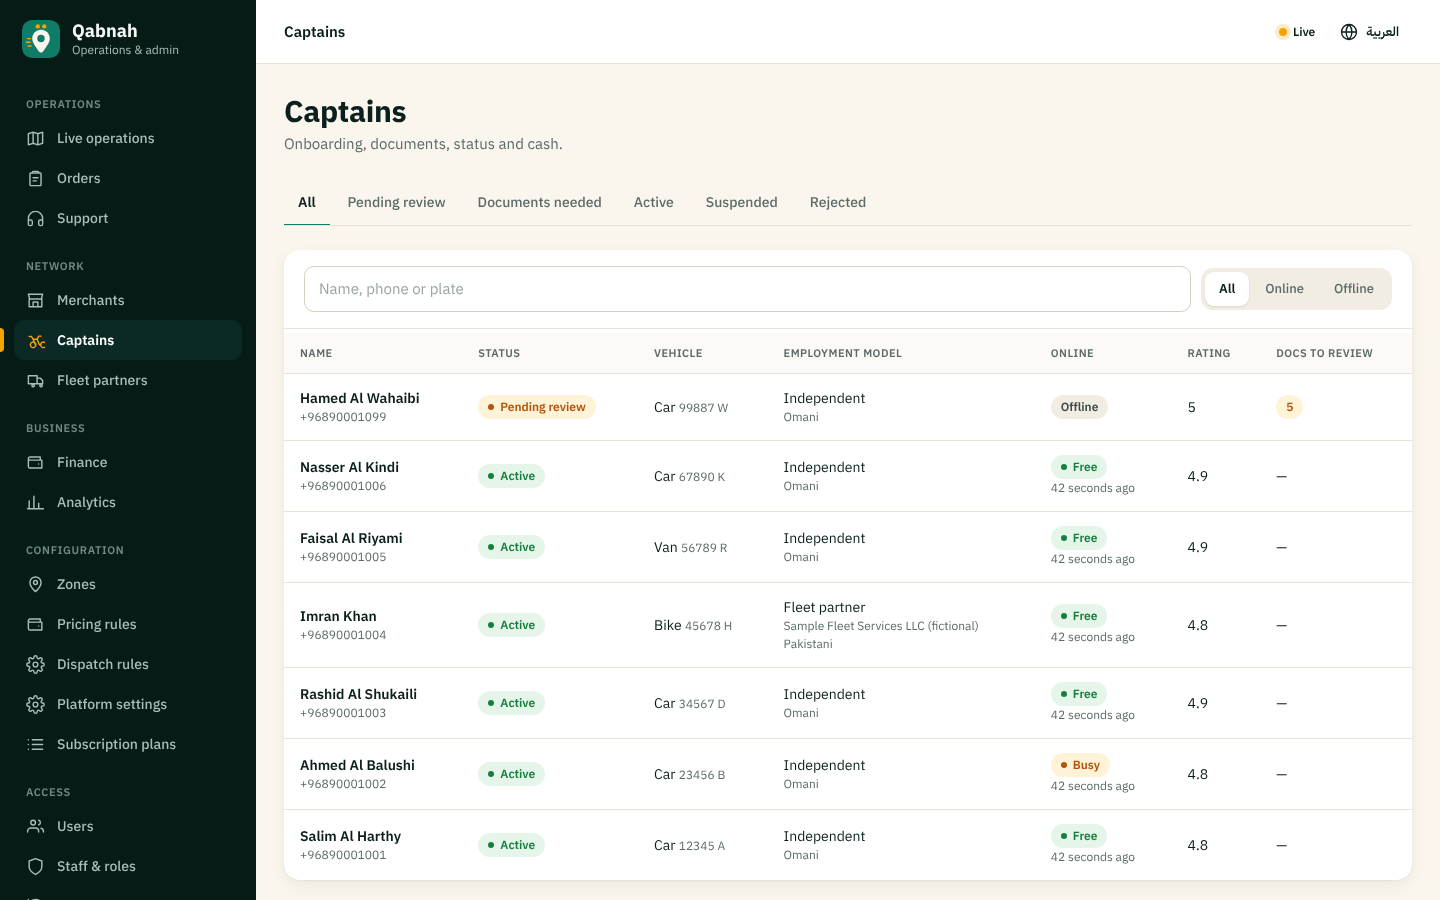 Qabnah
Operations & admin
OPERATIONS
Live operations
Orders
Support
NETWORK
Merchants
Captains
Fleet partners
BUSINESS
Finance
Analytics
CONFIGURATION
Zones
Pricing rules
Dispatch rules
Platform settings
Subscription plans
ACCESS
Users
Staff & roles
Captains
Live
العربية
Captains
Onboarding, documents, status and cash.
All Pending review Documents needed Active Suspended Rejected
Name, phone or plate
All Online Offline
NAME STATUS VEHICLE EMPLOYMENT MODEL ONLINE RATING DOCS TO REVIEW
Hamed Al Wahaibi
+96890001099
Pending review
Car 99887 W
Independent
Omani
Offline
5
5
Nasser Al Kindi
+96890001006
Active
Car 67890 K
Independent
Omani
Free
42 seconds ago
4.9
—
Faisal Al Riyami
+96890001005
Active
Van 56789 R
Independent
Omani
Free
42 seconds ago
4.9
—
Imran Khan
+96890001004
Active
Bike 45678 H
Fleet partner
Sample Fleet Services LLC (fictional)
Pakistani
Free
42 seconds ago
4.8
—
Rashid Al Shukaili
+96890001003
Active
Car 34567 D
Independent
Omani
Free
42 seconds ago
4.9
—
Ahmed Al Balushi
+96890001002
Active
Car 23456 B
Independent
Omani
Busy
42 seconds ago
4.8
—
Salim Al Harthy
+96890001001
Active
Car 12345 A
Independent
Omani
Free
42 seconds ago
4.8
—